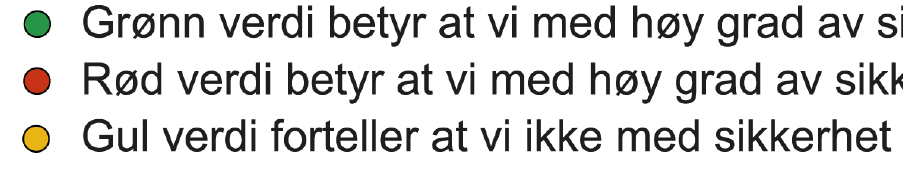 Grønn verdi betyr at vi med høy grad av
Rød verdi betyr at vi med høy grad av
Gul verdi forteller at vi ikke med sikkerhet